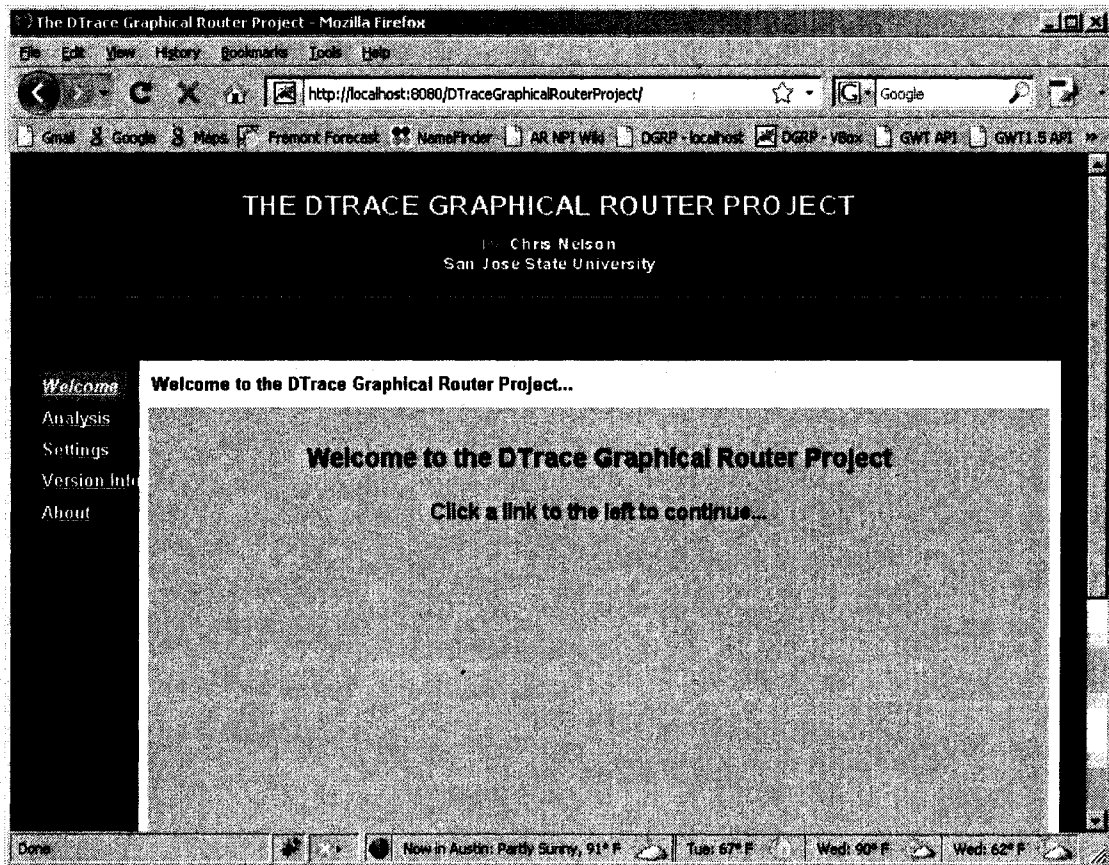 The DTrace Graphical Router Project - Mozilla Firefox
File Edit View History Bookmarks Tools Help
http://localhost:8080/DTraceGraphicalRouterProject/ G Google
Gmail Google Maps Fremont Forecast NameFinder AR NPI Wiki DGRP - localhost DGRP - VBox GWT API GWT1.5 API »
THE DTRACE GRAPHICAL ROUTER PROJECT
by Chris Nelson
San Jose State University
Welcome
Analysis
Settings
Version Info
About
Welcome to the DTrace Graphical Router Project...
Welcome to the DTrace Graphical Router Project
Click a link to the left to continue...
Done Now in Austin: Partly Sunny, 91° F Tue: 67° F Wed: 90° F Wed: 62° F